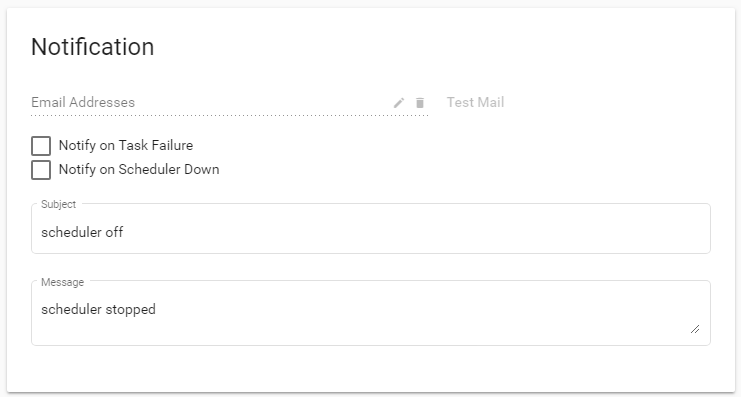 Notification
Email Addresses Test Mail
Notify on Task Failure
Notify on Scheduler Down
Subject
scheduler off
Message
scheduler stopped